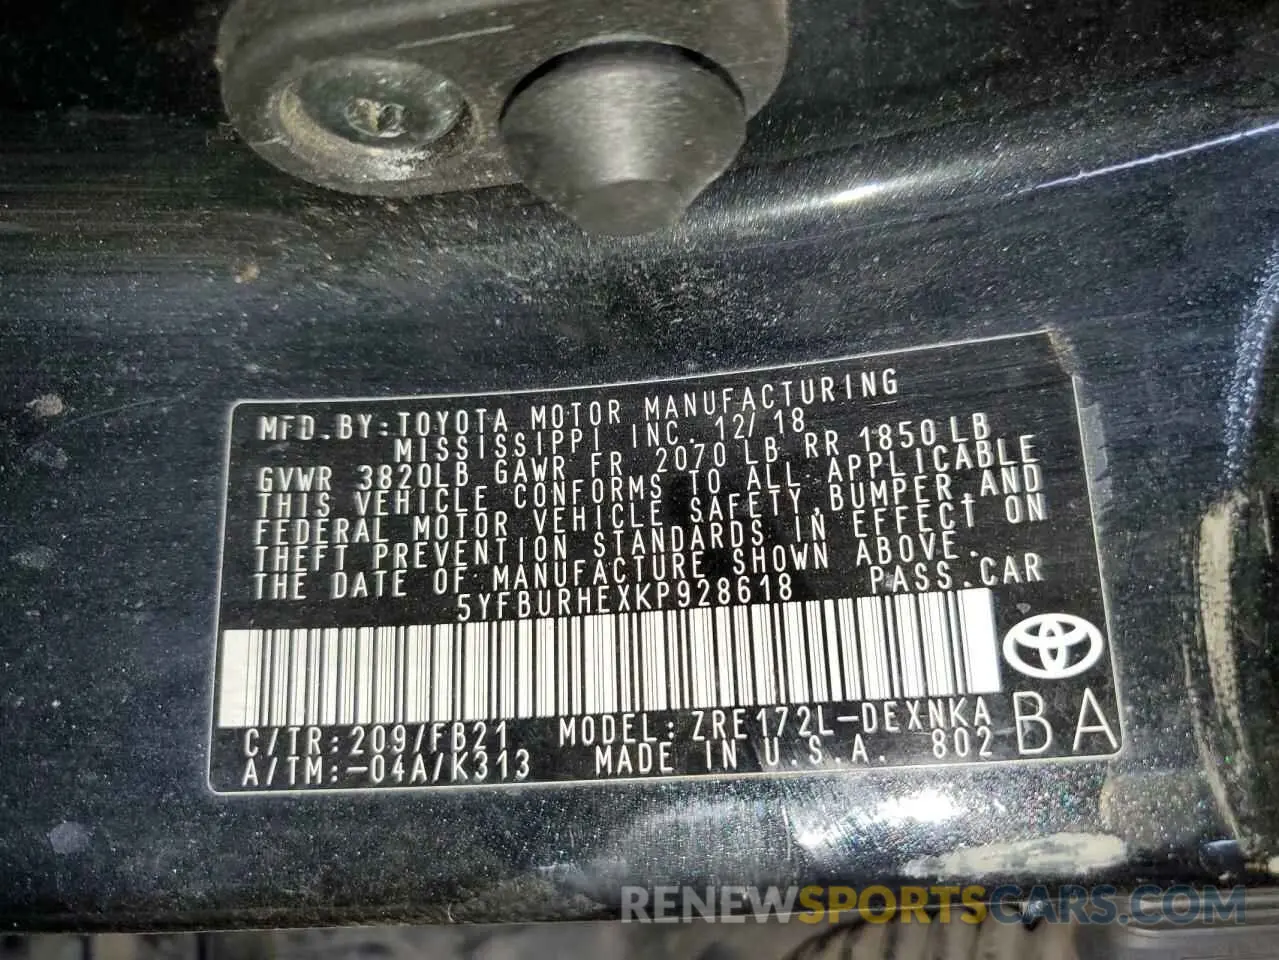 MFD.BY:TOYOTA MOTOR MANUFACTURING
MISSISSIPPI INC. 12/18
GVWR 3820LB GAWR FR 2070 LB RR 1850 LB
THIS VEHICLE CONFORMS TO ALL APPLICABLE
FEDERAL MOTOR VEHICLE SAFETY,BUMPER,AND
THEFT PREVENTION STANDARDS IN EFFECT ON
THE DATE OF MANUFACTURE SHOWN ABOVE.
5YFBURHEXKP928618 PASS.CAR
C/TR:209/FB21 MODEL:ZRE172L-DEXNKA
A/TM:-04A/K313 MADE IN U.S.A. 802
BA
RENEWSPORTSCARS.COM